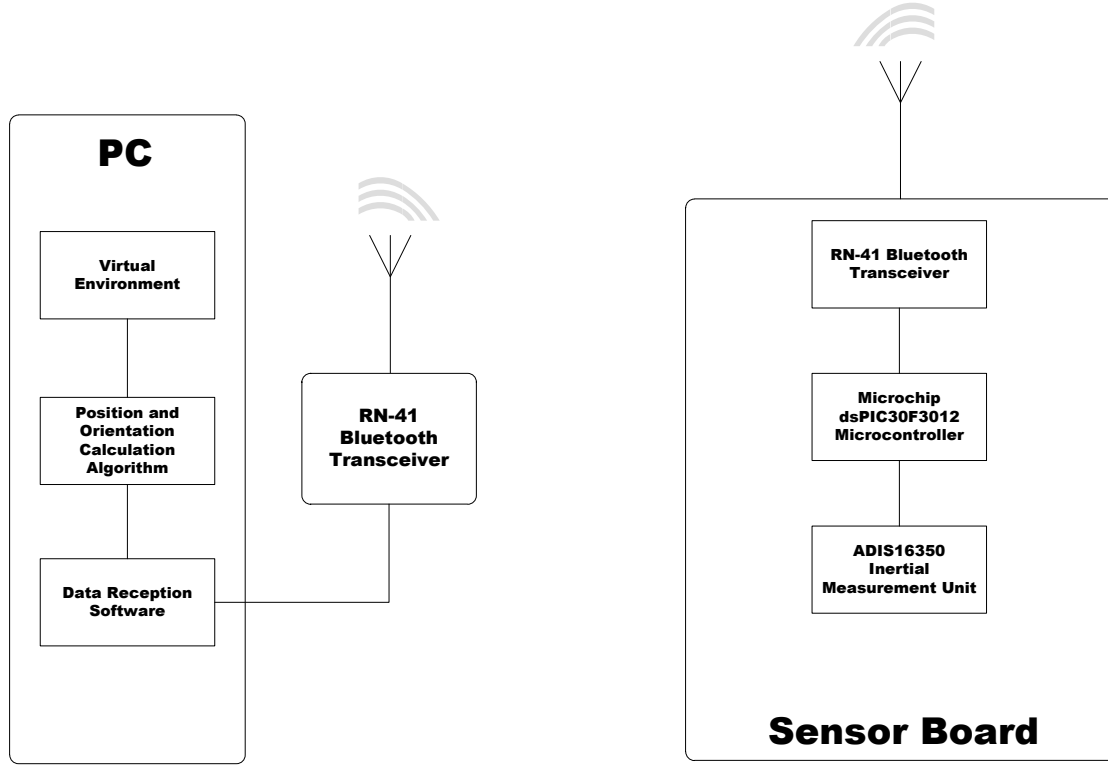 PC
Virtual
Environment
Position and
Orientation
Calculation
Algorithm
Data Reception
Software
RN-41
Bluetooth
Transceiver
RN-41 Bluetooth
Transceiver
Microchip
dsPIC30F3012
Microcontroller
ADIS16350
Inertial
Measurement Unit
Sensor Board